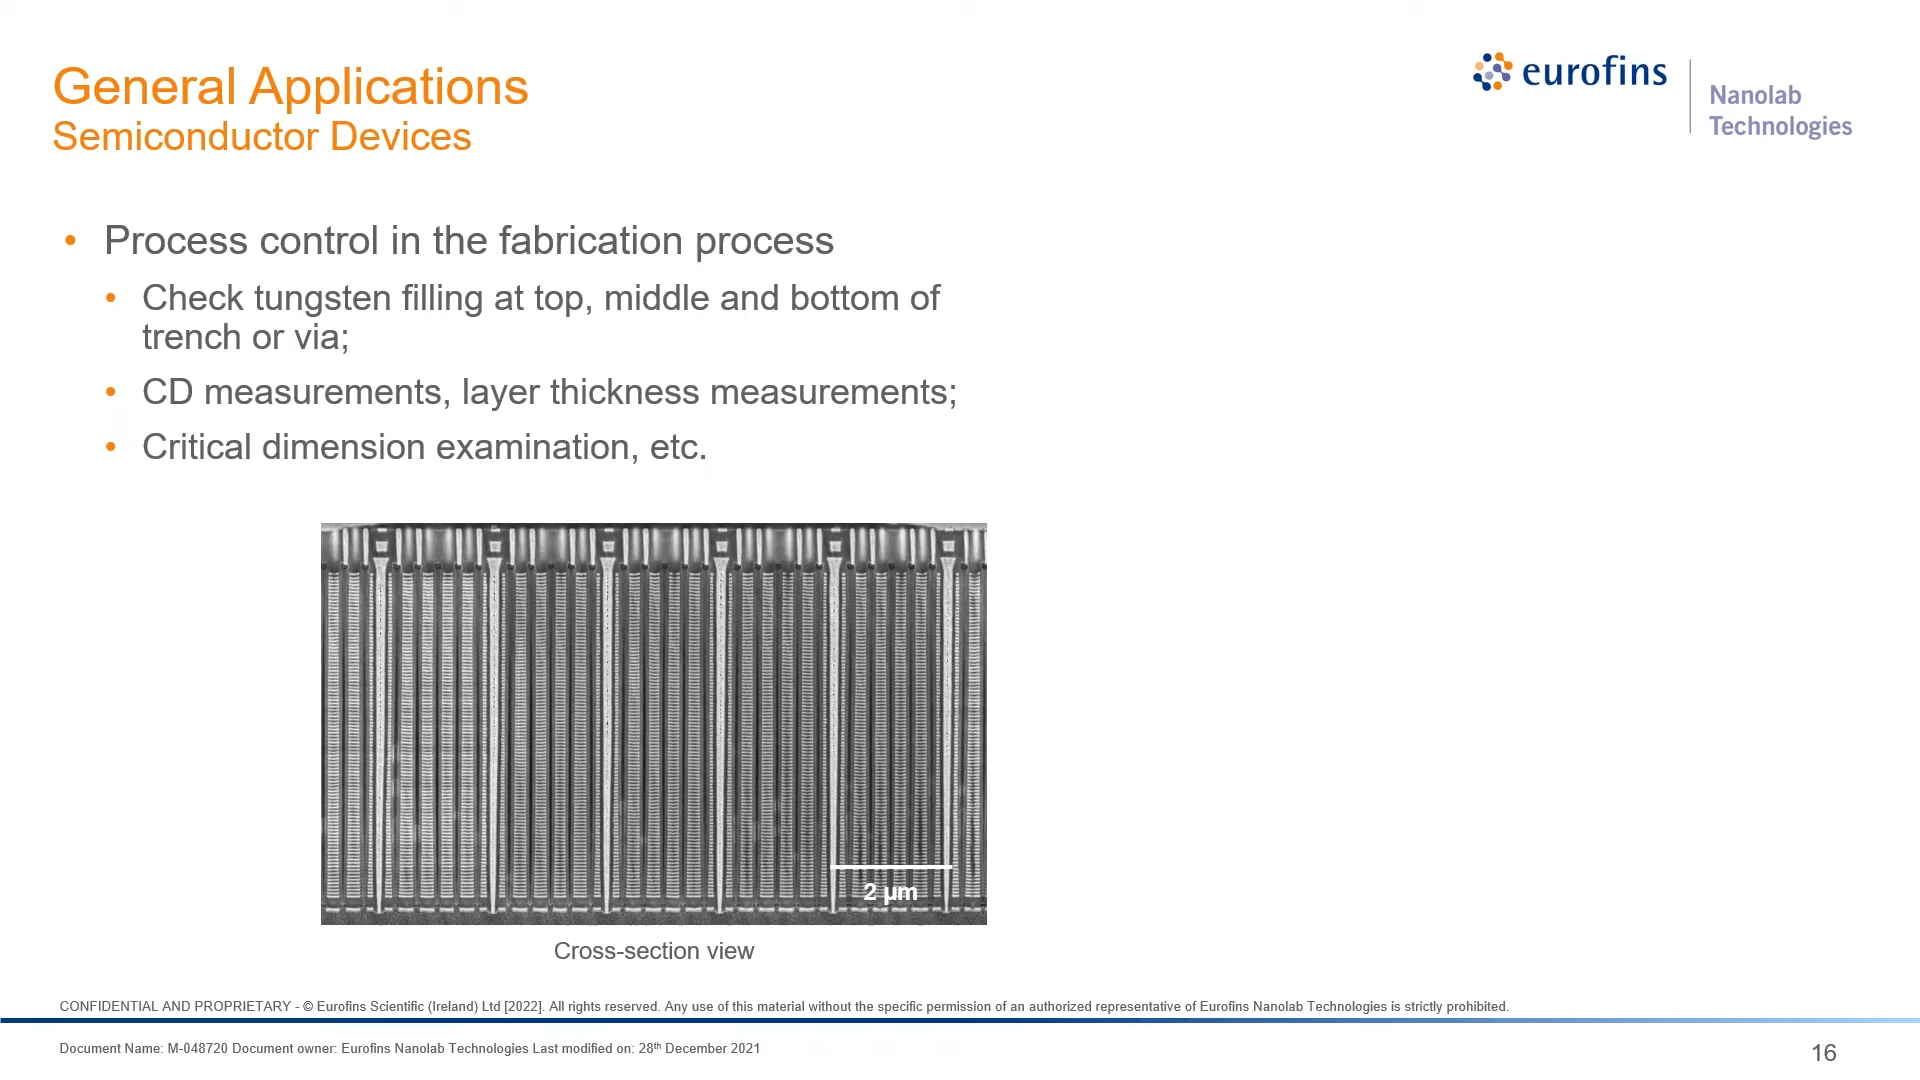 General Applications
Semiconductor Devices
eurofins
Nanolab
Technologies
• Process control in the fabrication process
• Check tungsten filling at top, middle and bottom of
trench or via;
• CD measurements, layer thickness measurements;
• Critical dimension examination, etc.
2 µm
Cross-section view
CONFIDENTIAL AND PROPRIETARY - © Eurofins Scientific (Ireland) Ltd [2022]. All rights reserved. Any use of this material without the specific permission of an authorized representative of Eurofins Nanolab Technologies is strictly prohibited.
Document Name: M-048720 Document owner: Eurofins Nanolab Technologies Last modified on: 28th December 2021
16